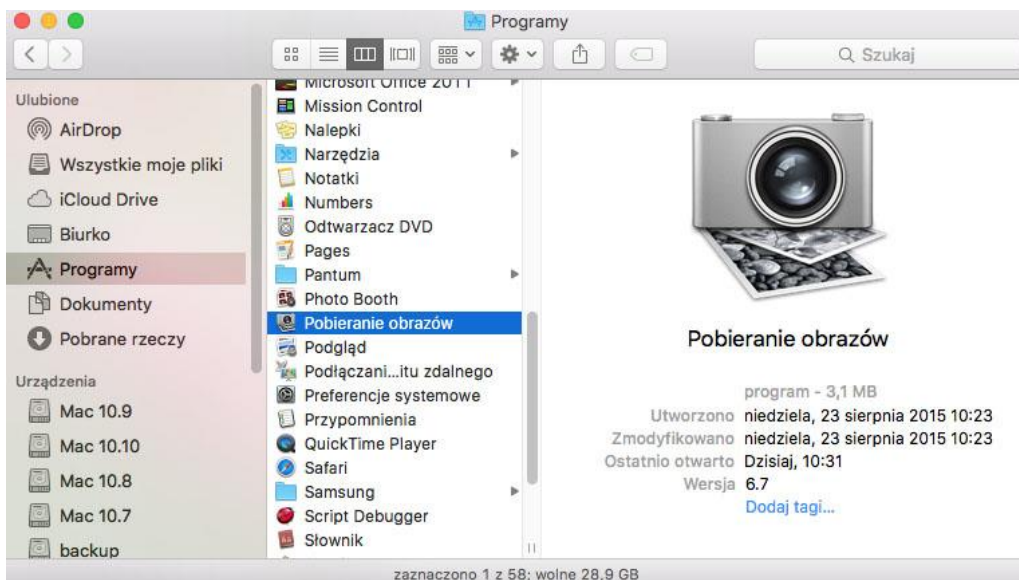 Programy
Szukaj
Ulubione
AirDrop
Wszystkie moje pliki
iCloud Drive
Biurko
Programy
Dokumenty
Pobrane rzeczy
Urządzenia
Mac 10.9
Mac 10.10
Mac 10.8
Mac 10.7
backup
Microsoft Office 2011
Mission Control
Nalepki
Narzędzia
Notatki
Numbers
Odtwarzacz DVD
Pages
Pantum
Photo Booth
Pobieranie obrazów
Podgląd
Podłączani...itu zdalnego
Preferencje systemowe
Przypomnienia
QuickTime Player
Safari
Samsung
Script Debugger
Słownik
Pobieranie obrazów
program - 3,1 MB
Utworzono niedziela, 23 sierpnia 2015 10:23
Zmodyfikowano niedziela, 23 sierpnia 2015 10:23
Ostatnio otwarto Dzisiaj, 10:31
Wersja 6.7
Dodaj tagi...
zaznaczono 1 z 58; wolne 28,9 GB